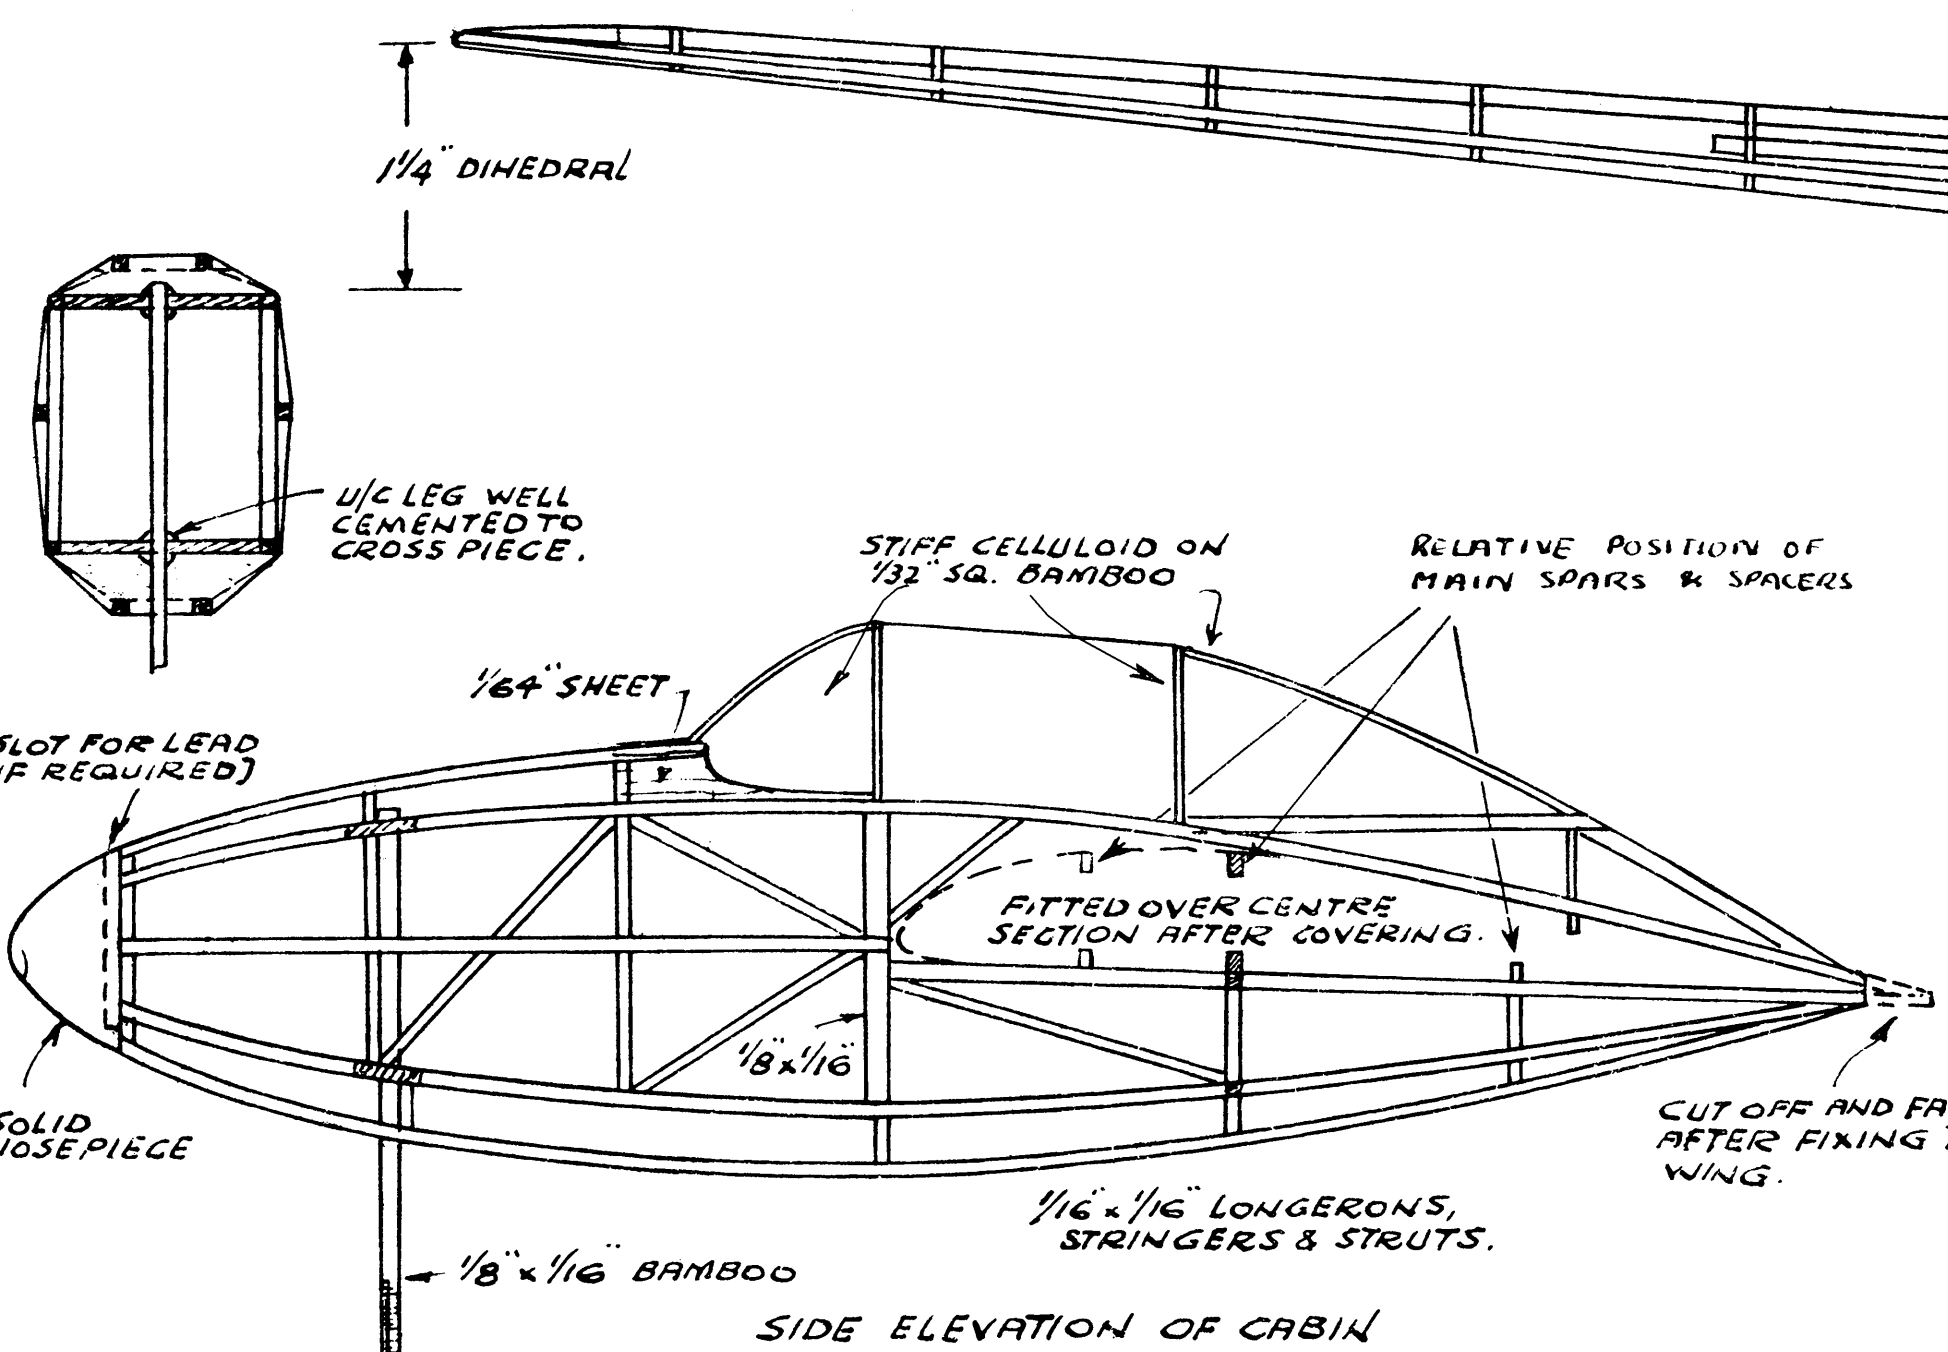 1¼" DIHEDRAL
U/C LEG WELL
CEMENTED TO
CROSS PIECE.
STIFF CELLULOID ON
1/32" SQ. BAMBOO
RELATIVE POSITION OF
MAIN SPARS & SPACERS
1/64" SHEET
SLOT FOR LEAD
IF REQUIRED]
FITTED OVER CENTRE
SECTION AFTER COVERING.
1/8" x 1/16"
SOLID
NOSEPIECE
CUT OFF AND FA
AFTER FIXING
WING.
1/16" x 1/16" LONGERONS,
STRINGERS & STRUTS.
1/8" x 1/16" BAMBOO
SIDE ELEVATION OF CABIN